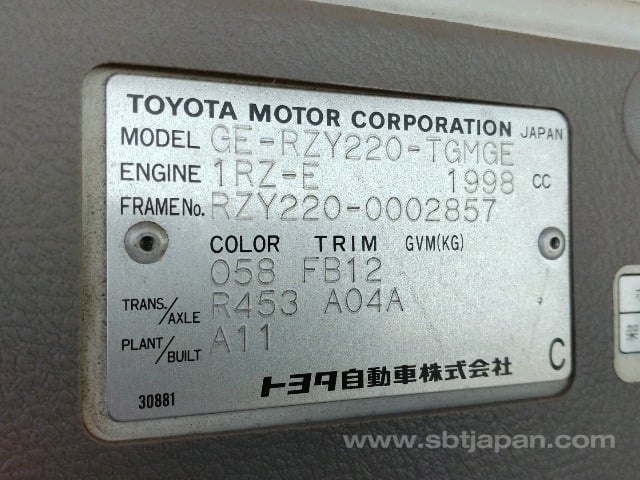 TOYOTA MOTOR CORPORATION JAPAN
MODEL GE-RZY220-TGMGE
ENGINE 1RZ-E 1998 CC
FRAME No. RZY220-0002857
COLOR TRIM GVM(KG)
058 FB12
TRANS./AXLE R453 A04A
PLANT/BUILT A11
トヨタ自動車株式会社 C
30881
www.sbtjapan.com